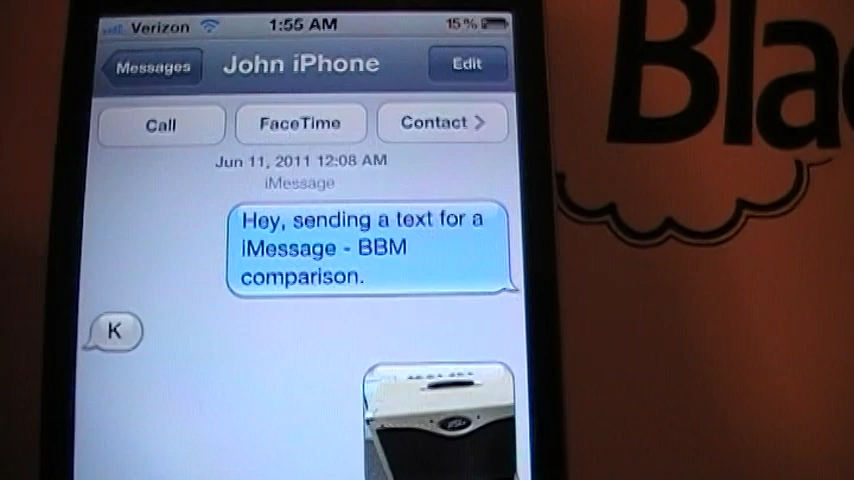 Verizon 1:55 AM 15%
Messages John iPhone Edit
Call FaceTime Contact
Jun 11, 2011 12:08 AM
iMessage
Hey, sending a text for a
iMessage - BBM
comparison.
K
Bla